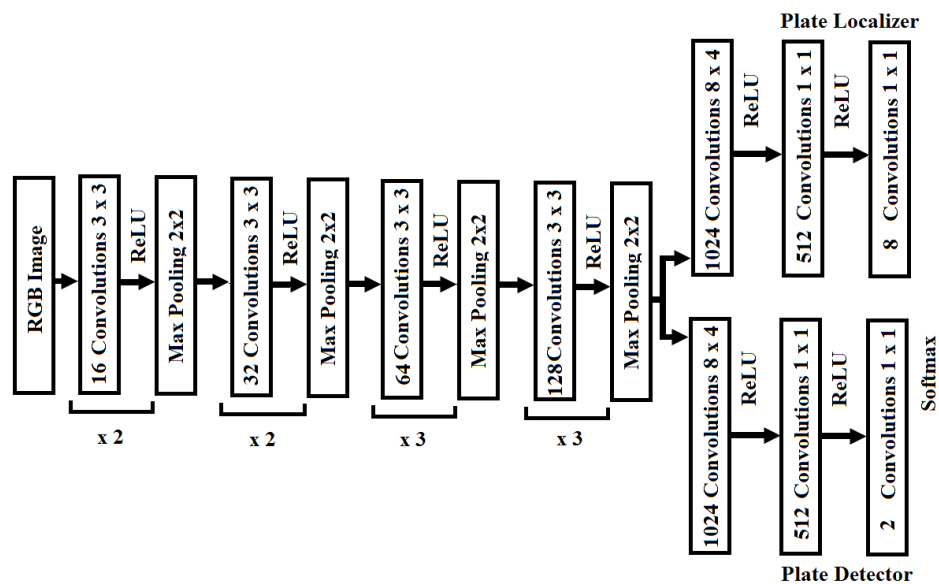 RGB Image
16 Convolutions 3 x 3
ReLU
x 2
Max Pooling 2x2
32 Convolutions 3 x 3
ReLU
x 2
Max Pooling 2x2
64 Convolutions 3 x 3
ReLU
x 3
Max Pooling 2x2
128Convolutions 3 x 3
ReLU
x 3
Max Pooling 2x2
Plate Localizer
1024 Convolutions 8 x 4
ReLU
512 Convolutions 1 x 1
ReLU
8 Convolutions 1 x 1
1024 Convolutions 8 x 4
ReLU
512 Convolutions 1 x 1
ReLU
2 Convolutions 1 x 1
Softmax
Plate Detector